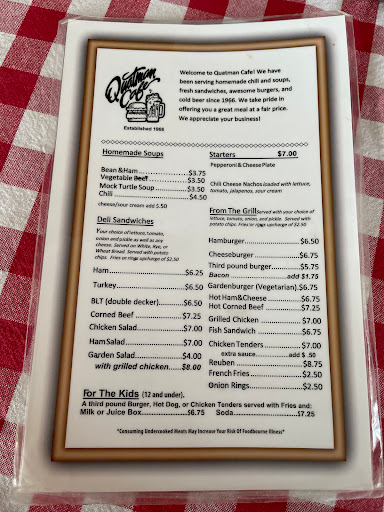 Quatman
Cafe
Established 1966
Welcome to Quatman Cafe! We have
been serving homemade chili and soups,
fresh sandwiches, awesome burgers, and
cold beer since 1966. We take pride in
offering you a great meal at a fair price.
We appreciate your business!
Homemade Soups
Bean &Ham.................$3.75
Vegetable Beef.............$3.50
Mock Turtle Soup...........$3.50
Chili......................$4.50
cheese/sour cream add $.50
Deli Sandwiches
Your choice of lettuce, tomato,
onion and pickle as well as any
cheese. Served on White, Rye, or
Wheat Bread. Served with potato
chips. Fries or rings upcharge of $2.50
Ham........................$6.25
Turkey.....................$6.50
BLT (double decker)........$6.50
Corned Beef................$7.25
Chicken Salad..............$7.00
Ham Salad..................$7.00
Garden Salad...............$4.00
with grilled chicken.......$8.00
Starters $7.00
Pepperoni & Cheese Plate
Chili Cheese Nachos loaded with lettuce,
tomato, jalapenos, sour cream
From The Grill Served with your choice of
lettuce, tomato, onion, and pickle. Served with
potato chips. Fries or rings upcharge of $2.50
Hamburger..................$6.50
Cheeseburger...............$6.75
Third pound burger.........$5.75
Bacon ................add $1.75
Gardenburger (Vegetarian).$6.75
Hot Ham&Cheese.............$6.75
Hot Corned Beef............$7.25
Grilled Chicken............$7.00
Fish Sandwich..............$6.75
Chicken Tenders............$7.00
extra sauce............add $ .50
Reuben.....................$8.75
French Fries...............$2.50
Onion Rings................$2.50
For The Kids (12 and under).
A third pound Burger, Hot Dog, or Chicken Tenders served with Fries and:
Milk or Juice Box...............$6.75 Soda...............$7.25
*Consuming Undercooked Meats May Increase Your Risk Of Foodbourne Illness*